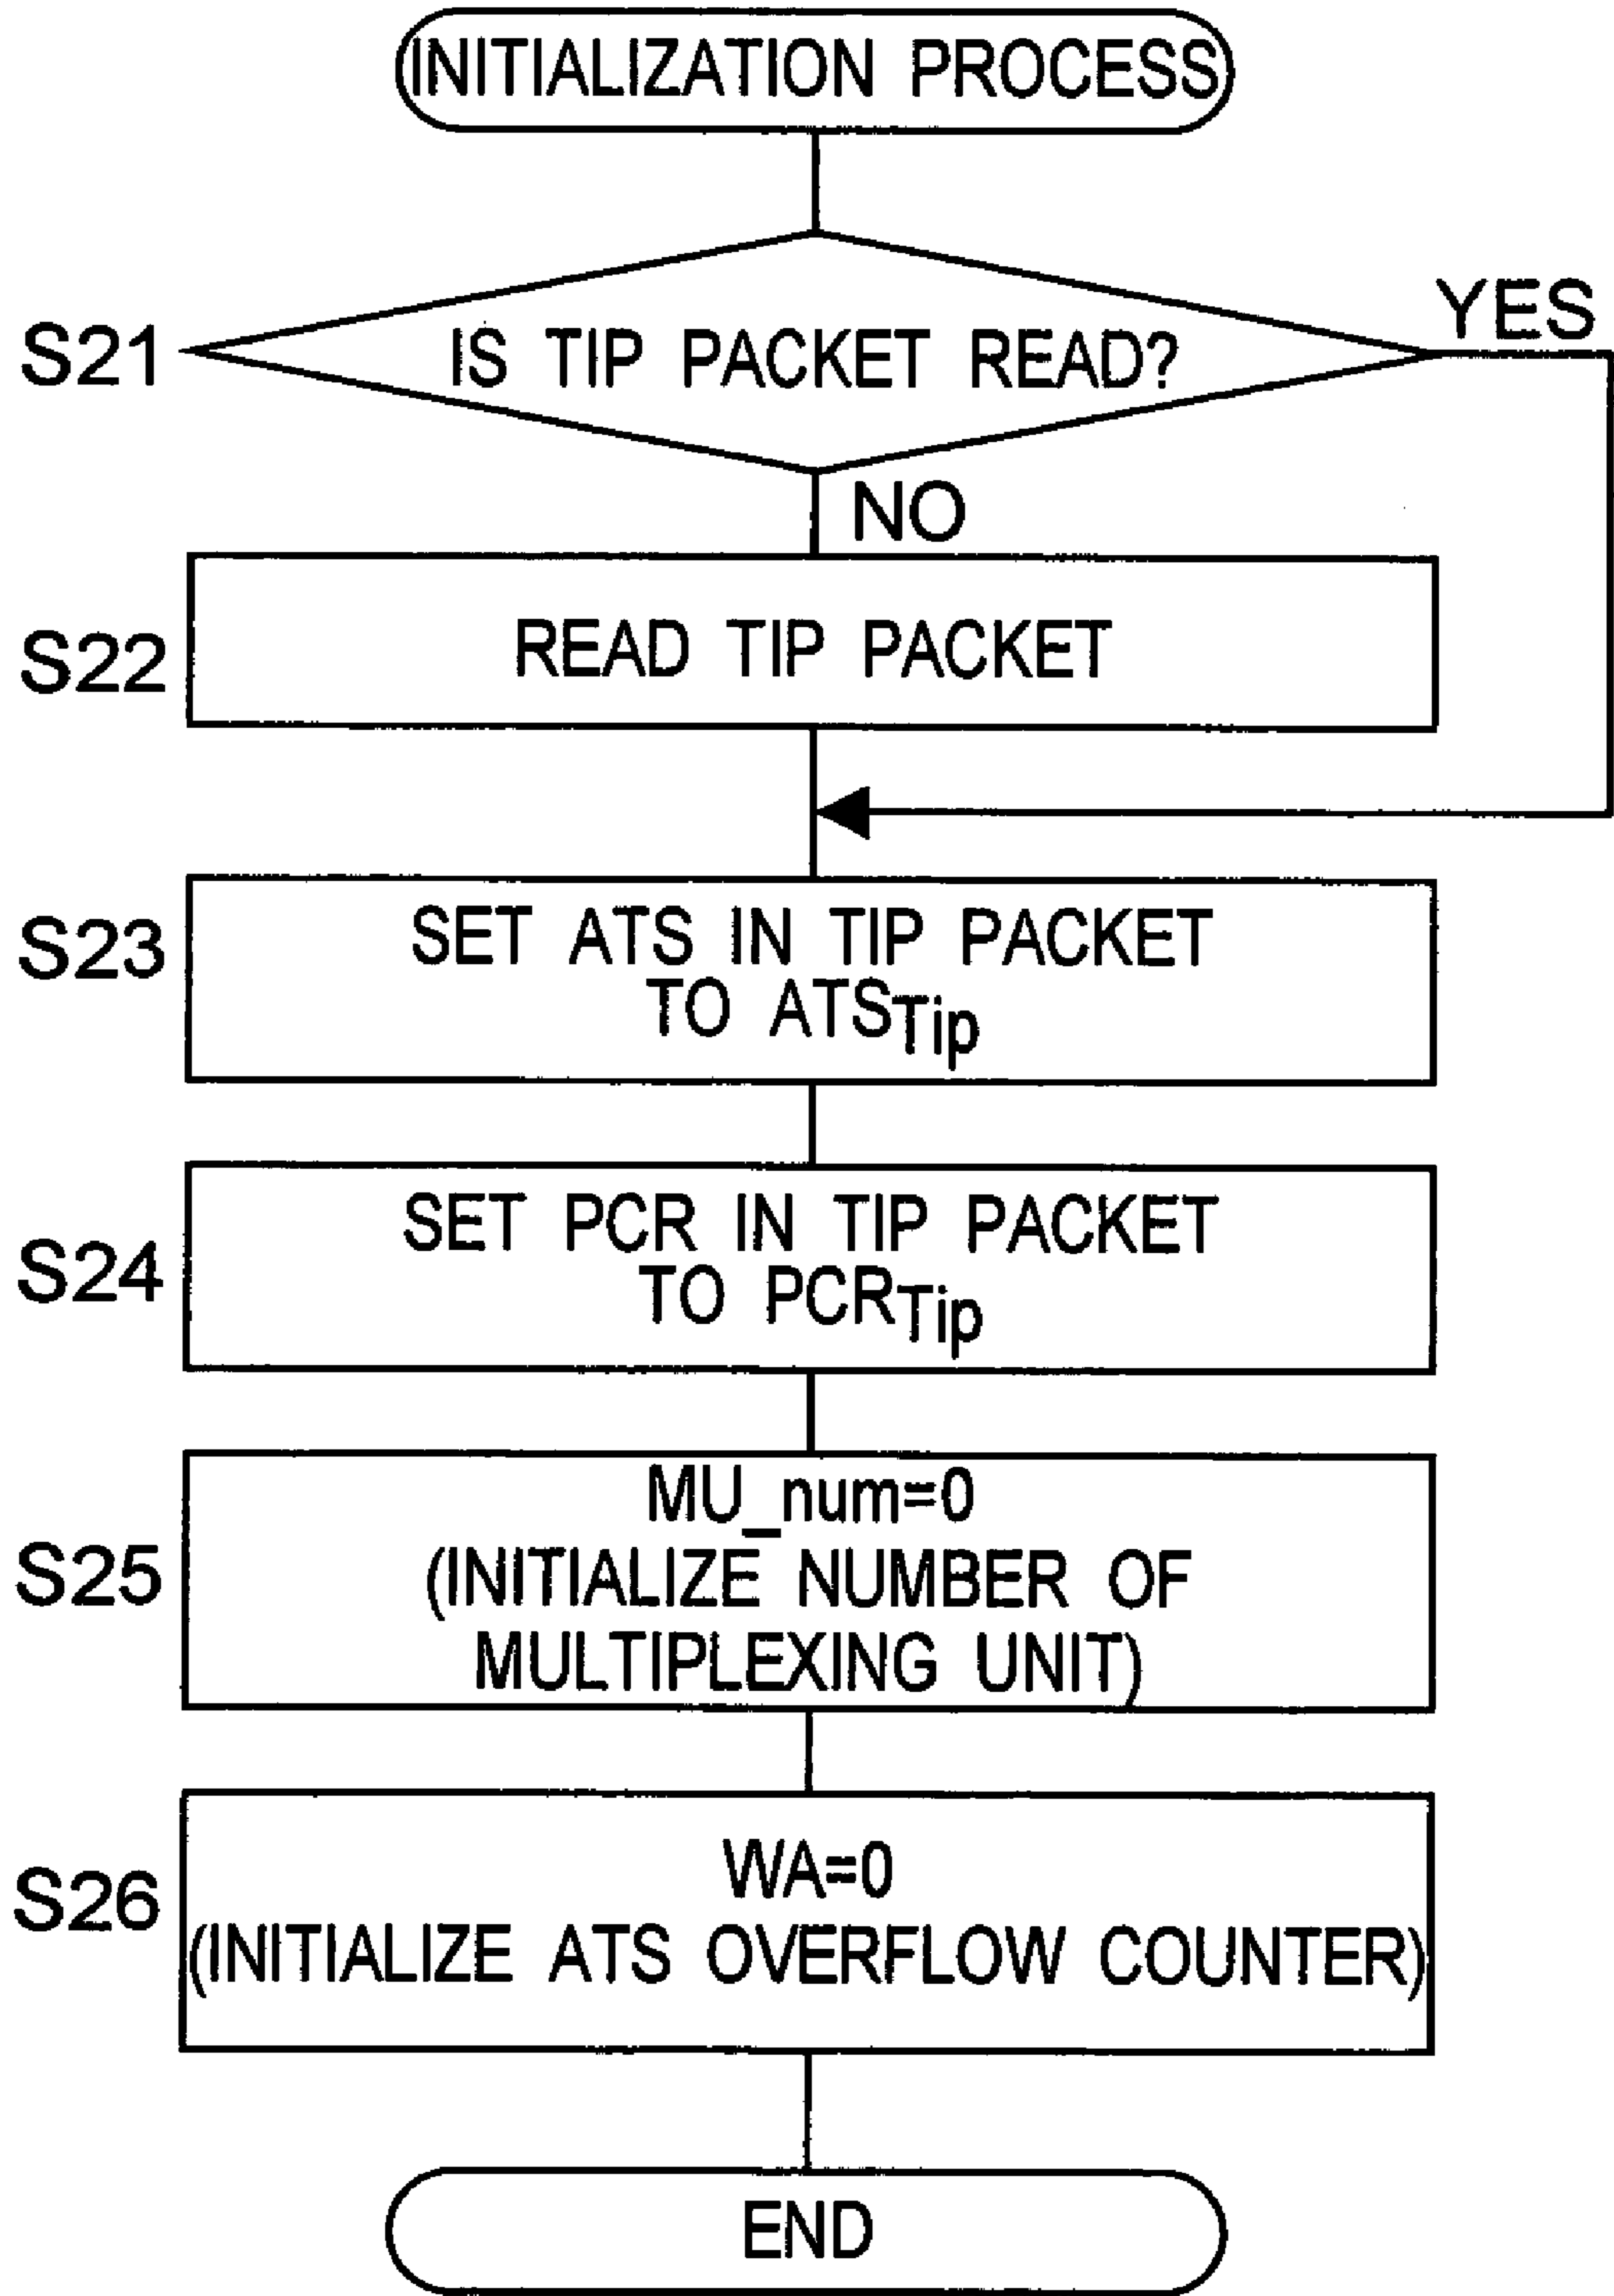 INITIALIZATION PROCESS
S21
IS TIP PACKET READ?
YES
NO
S22
READ TIP PACKET
S23
SET ATS IN TIP PACKET
TO ATSTip
S24
SET PCR IN TIP PACKET
TO PCRTip
S25
MU_num=0
(INITIALIZE NUMBER OF
MULTIPLEXING UNIT)
S26
WA=0
(INITIALIZE ATS OVERFLOW COUNTER)
END